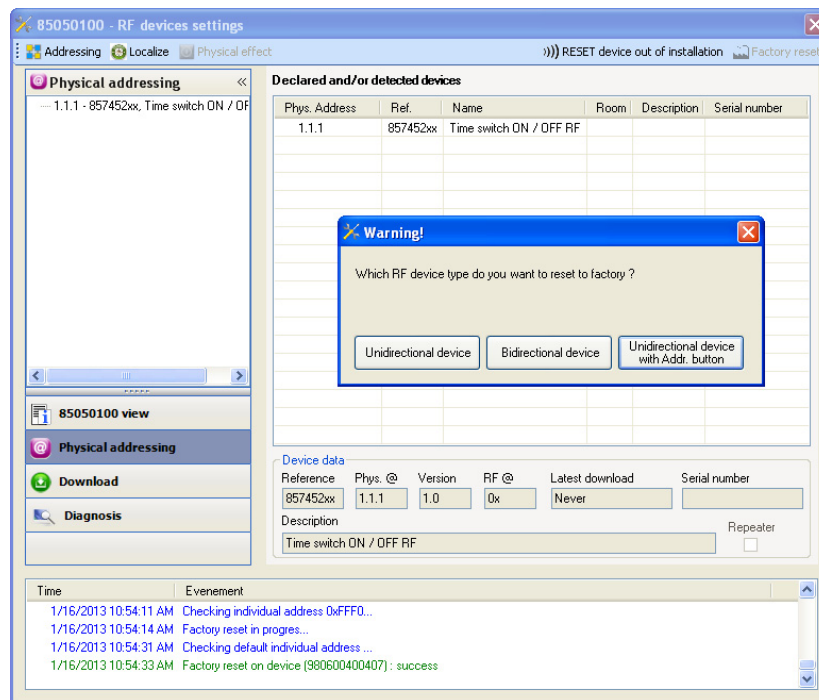 85050100 - RF devices settings
Addressing Localize Physical effect RESET device out of installation Factory reset
Physical addressing
1.1.1 - 857452xx, Time switch ON / OF
Declared and/or detected devices
Phys. Address Ref. Name Room Description Serial number
1.1.1 857452xx Time switch ON / OFF RF
Warning!
Which RF device type do you want to reset to factory ?
Unidirectional device
Bidirectional device
Unidirectional device
with Addr. button
85050100 view
Physical addressing
Download
Diagnosis
Device data
Reference Phys. @ Version RF @ Latest download Serial number
857452xx 1.1.1 1.0 0x Never
Description
Repeater
Time switch ON / OFF RF
Time Evenement
1/16/2013 10:54:11 AM Checking individual address 0xFFF0...
1/16/2013 10:54:14 AM Factory reset in progres...
1/16/2013 10:54:31 AM Checking default individual address ...
1/16/2013 10:54:33 AM Factory reset on device (980600400407) : success